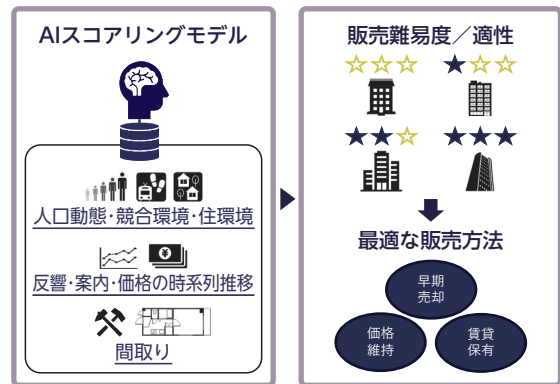 AIスコアリングモデル
人口動態・競合環境・住環境
反響・案内・価格の時系列推移
間取り
販売難易度／適性
最適な販売方法
早期
売却
価格
維持
賃貸
保有